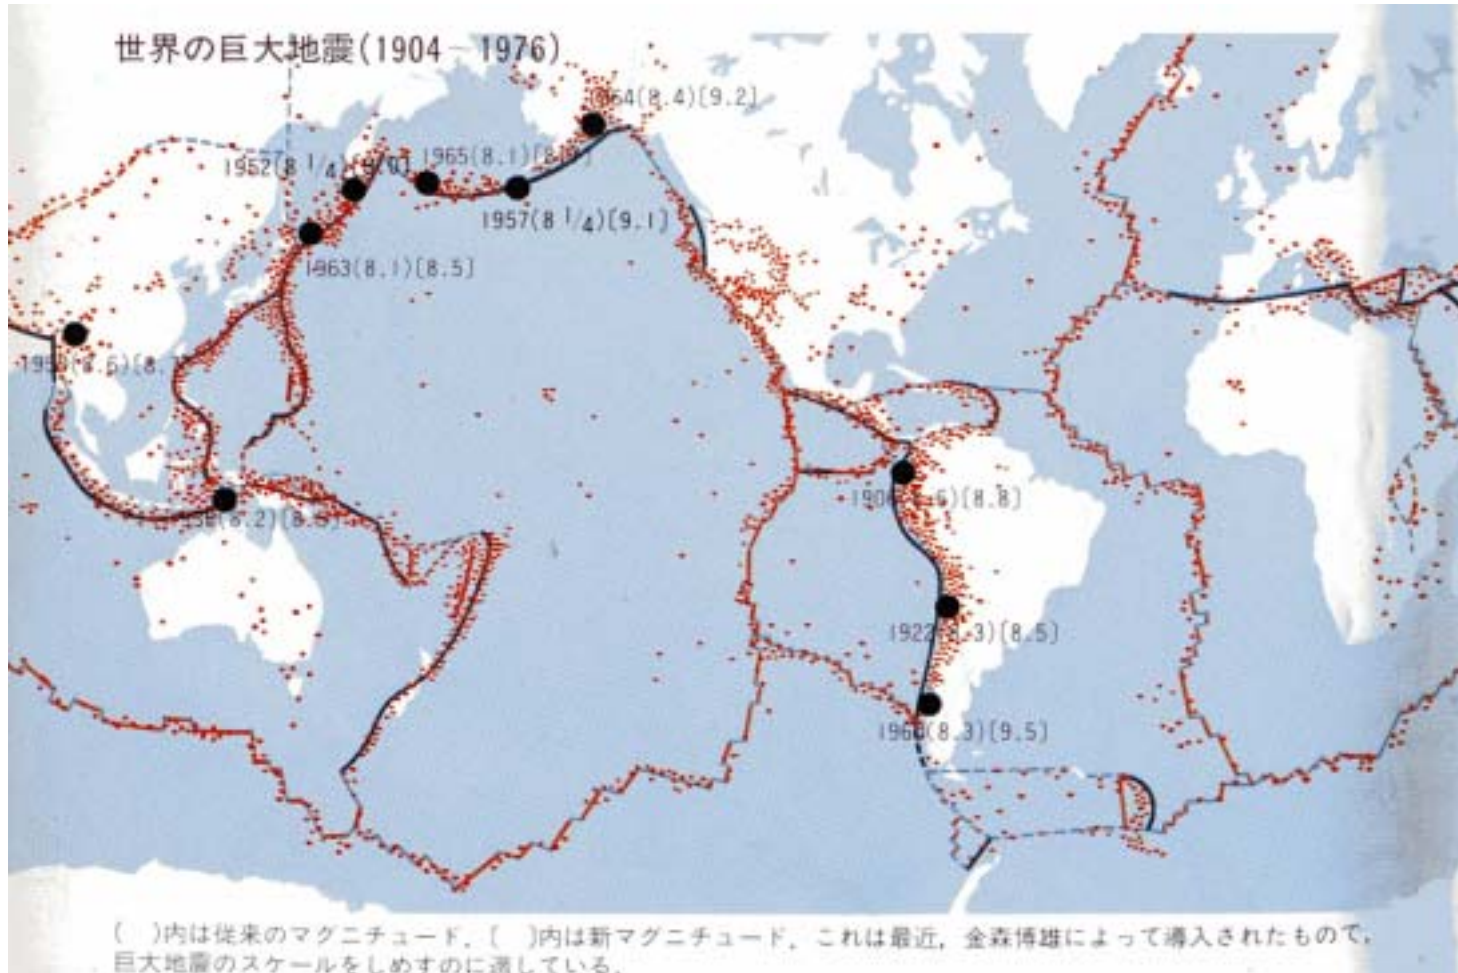 世界の巨大地震(1904 1976)
(8.4)[9.2]
1952(8 1/4)
1965(8.1)
1957(8 1/4)[9.1]
1963(8.1)[8.5]
[8.8]
1922 [8.5]
(8.3)[9.5]
( )内は従来のマグニチュード, [ ]内は新マグニチュード, これは最近, 金森博雄によって導入されたもので,
巨大地震のスケールをしめすのに適している.